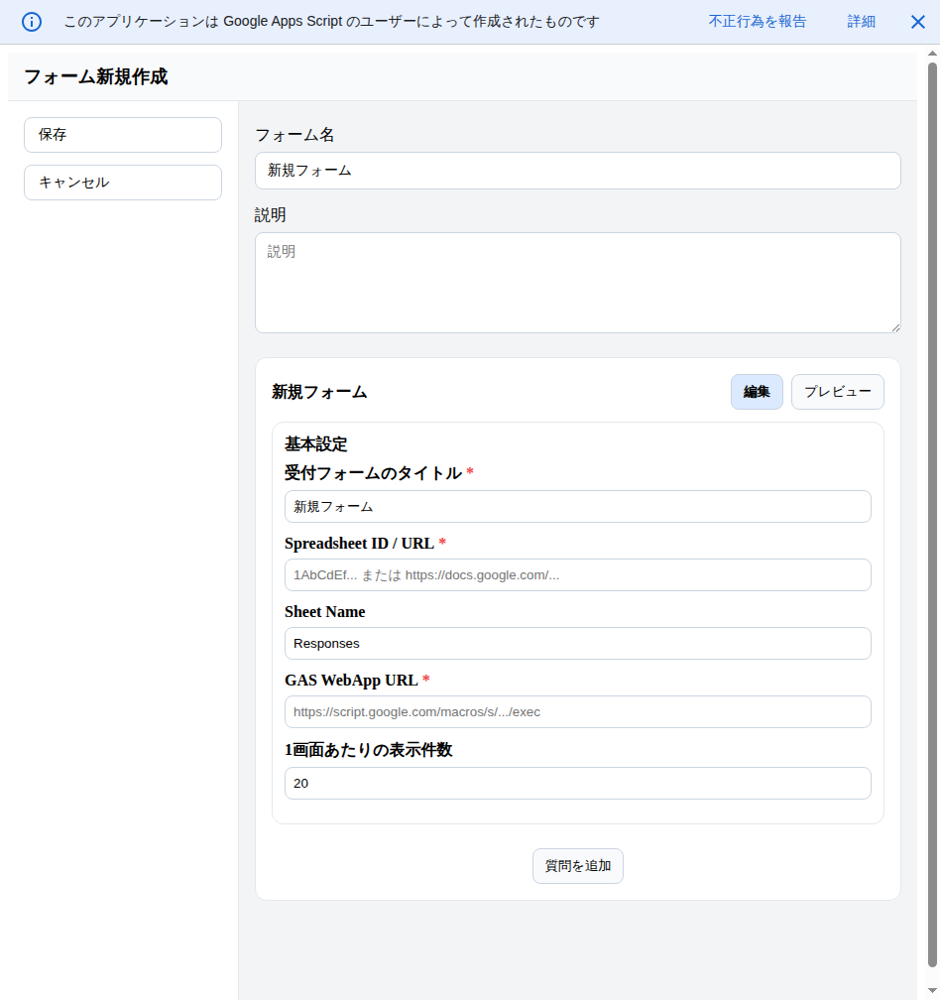 このアプリケーションは Google Apps Script のユーザーによって作成されたものです 不正行為を報告 詳細
フォーム新規作成
保存
キャンセル
フォーム名
新規フォーム
説明
説明
新規フォーム 編集 プレビュー
基本設定
受付フォームのタイトル *
新規フォーム
Spreadsheet ID / URL *
1AbCdEf... または https://docs.google.com/...
Sheet Name
Responses
GAS WebApp URL *
https://script.google.com/macros/s/.../exec
1画面あたりの表示件数
20
質問を追加